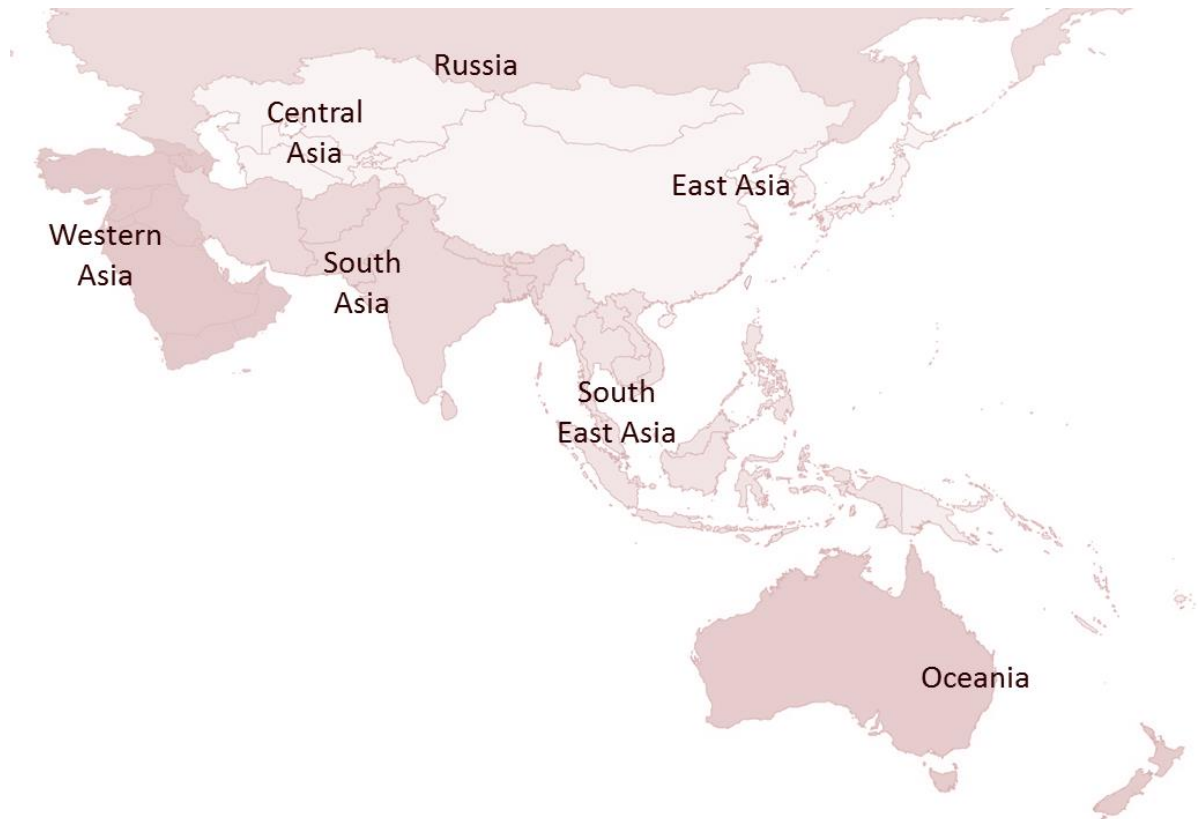 Russia
Central
Asia
East Asia
Western
Asia
South
Asia
South
East Asia
Oceania